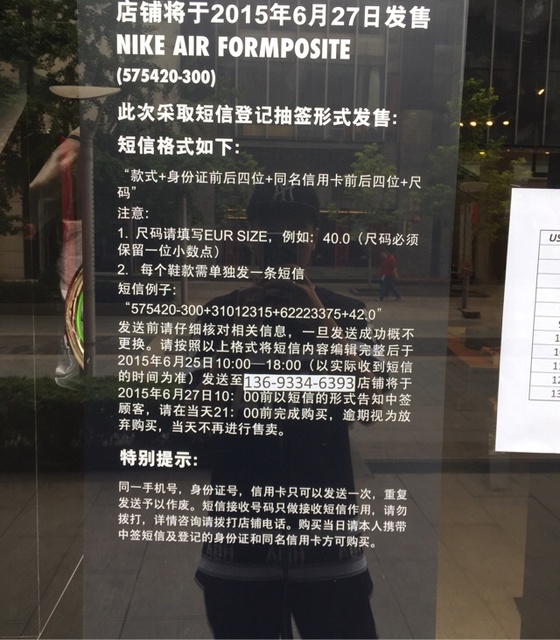 店铺将于2015年6月27日发售
NIKE AIR FORMPOSITE
(575420-300)
此次采取短信登记抽签形式发售:
短信格式如下:
“款式+身份证前后四位+同名信用卡前后四位+尺
码”
注意:
1. 尺码请填写EUR SIZE，例如：40.0（尺码必须
保留一位小数点）
2. 每个鞋款需单独发一条短信
短信例子:
“575420-300+31012315+62223375+42.0”
发送前请仔细核对相关信息，一旦发送成功概不
更换。请按照以上格式将短信内容编辑完整后于
2015年6月25日10:00—18:00（以实际收到短信
的时间为准）发送至136-9334-6393店铺将于
2015年6月27日10：00前以短信的形式告知中签
顾客，请在当天21：00前完成购买，逾期视为放
弃购买，当天不再进行售卖。
特别提示:
同一手机号，身份证号，信用卡只可以发送一次，重复
发送予以作废。短信接收号码只做接收短信作用，请勿
拨打，详情咨询请拨打店铺电话。购买当日请本人携带
中签短信及登记的身份证和同名信用卡方可购买。